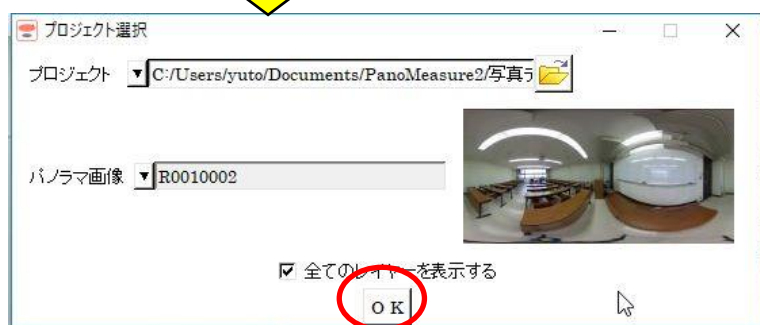 プロジェクト選択
プロジェクト C:/Users/yuto/Documents/PanoMeasure2/写真デ
パノラマ画像 R0010002
全てのレイヤーを表示する
OK